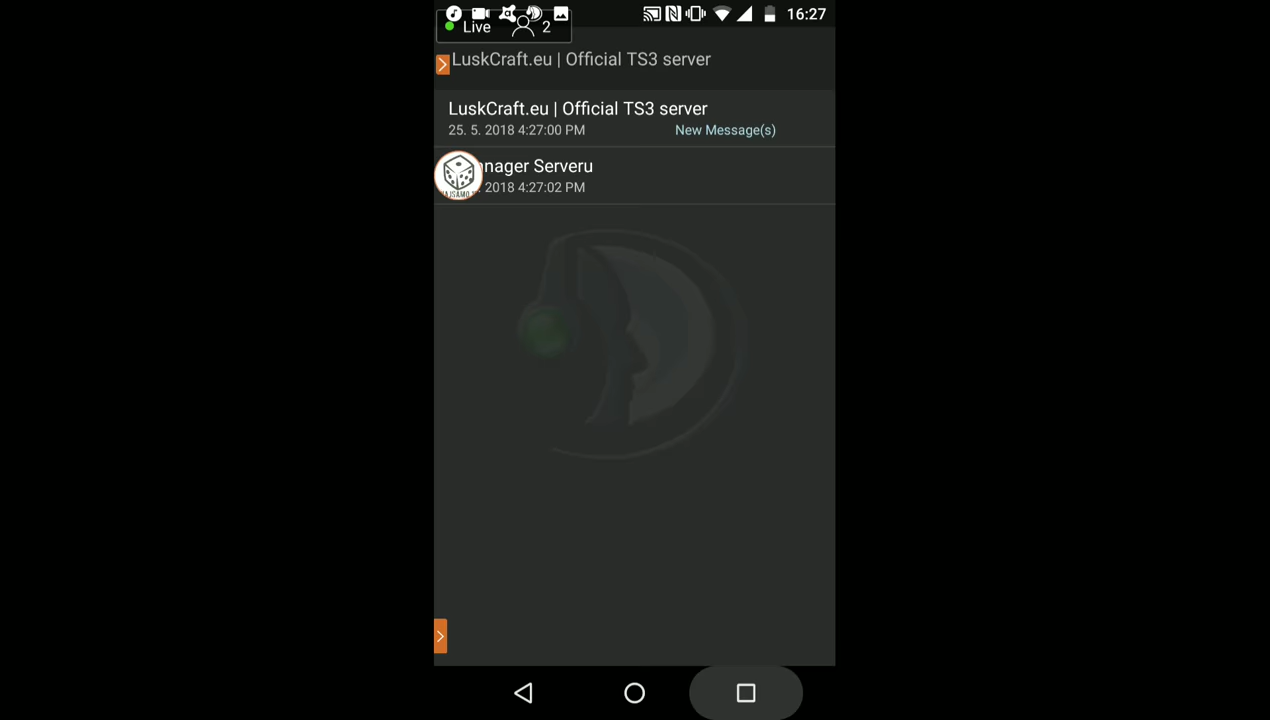 16:27
Live 2
LuskCraft.eu | Official TS3 server
LuskCraft.eu | Official TS3 server
25. 5. 2018 4:27:00 PM New Message(s)
nager Serveru
2018 4:27:02 PM